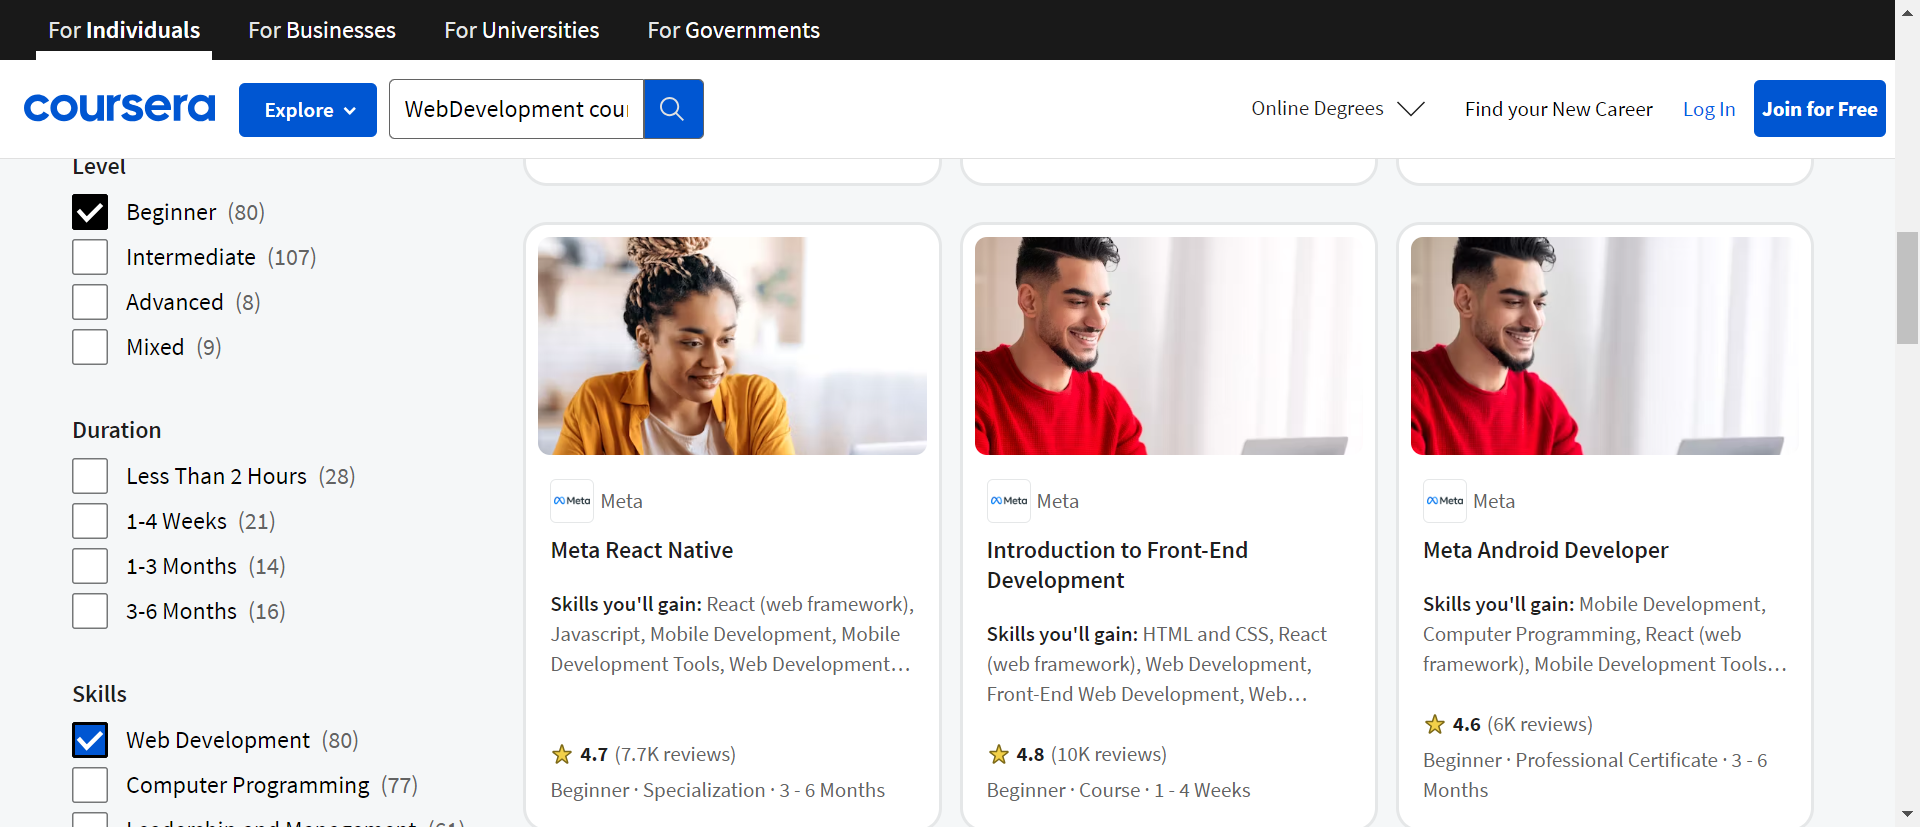 For Individuals For Businesses For Universities For Governments
coursera Explore WebDevelopment cou Online Degrees Find your New Career Log In Join for Free
Level
Beginner (80)
Intermediate (107)
Advanced (8)
Mixed (9)
Duration
Less Than 2 Hours (28)
1-4 Weeks (21)
1-3 Months (14)
3-6 Months (16)
Skills
Web Development (80)
Computer Programming (77)
Leadership and Management (61)
Meta Meta
Meta React Native
Skills you'll gain: React (web framework),
Javascript, Mobile Development, Mobile
Development Tools, Web Development...
4.7 (7.7K reviews)
Beginner · Specialization · 3 - 6 Months
Meta Meta
Introduction to Front-End
Development
Skills you'll gain: HTML and CSS, React
(web framework), Web Development,
Front-End Web Development, Web...
4.8 (10K reviews)
Beginner · Course · 1 - 4 Weeks
Meta Meta
Meta Android Developer
Skills you'll gain: Mobile Development,
Computer Programming, React (web
framework), Mobile Development Tools...
4.6 (6K reviews)
Beginner · Professional Certificate · 3 - 6
Months